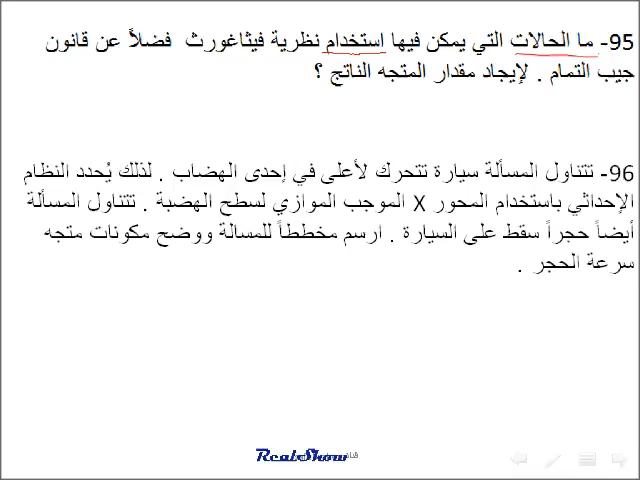 95- ما الحالات التي يمكن فيها استخدام نظرية فيثاغورث فضلاً عن قانون
جيب التمام . لإيجاد مقدار المتجه الناتج ؟
96- تتناول المسألة سيارة تتحرك لأعلى في إحدى الهضاب . لذلك يُحدد النظام
الإحداثي باستخدام المحور X الموجب الموازي لسطح الهضبة . تتناول المسألة
أيضاً حجراً سقط على السيارة . ارسم مخططاً للمسالة ووضح مكونات متجه
سرعة الحجر .
RealShow